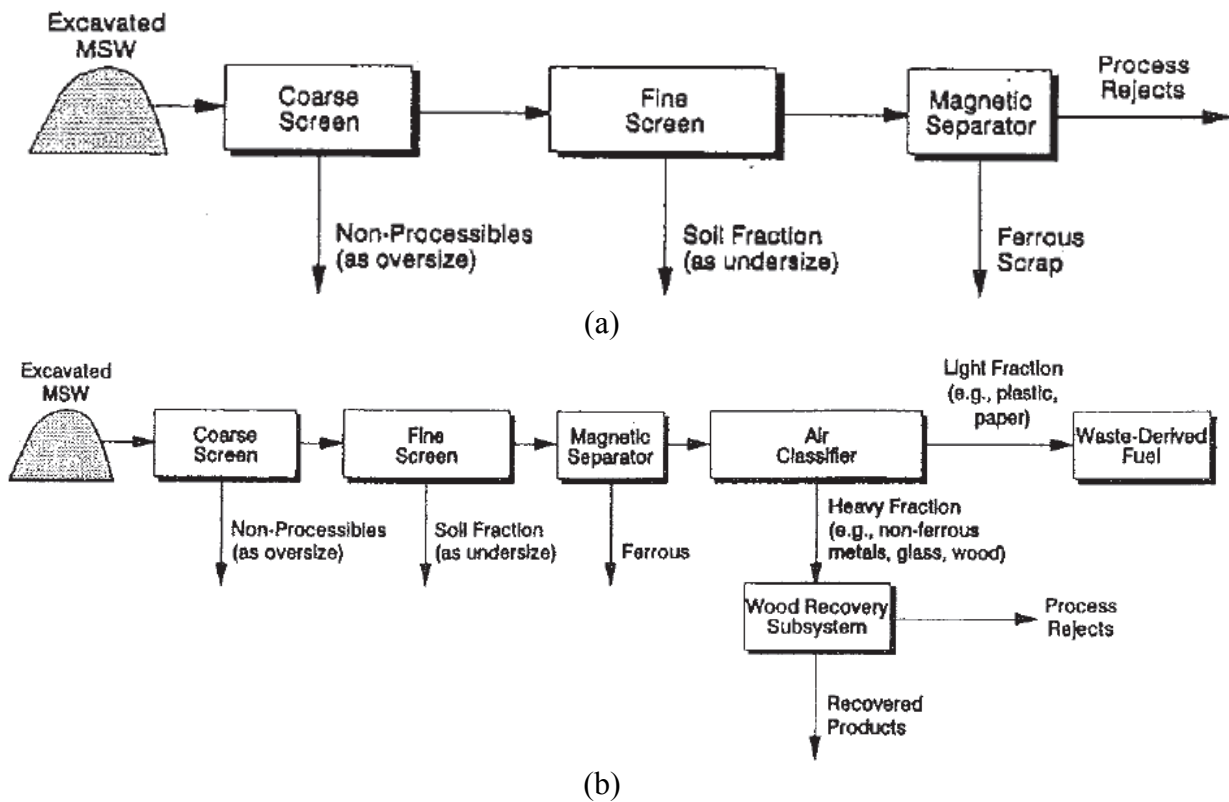 Excavated
MSW
Coarse
Screen
Fine
Screen
Magnetic
Separator
Process
Rejects
Non-Processibles
(as oversize)
Soil Fraction
(as undersize)
Ferrous
Scrap
(a)
Excavated
MSW
Coarse
Screen
Fine
Screen
Magnetic
Separator
Air
Classifier
Light Fraction
(e.g., plastic,
paper)
Waste-Derived
Fuel
Non-Processibles
(as oversize)
Soil Fraction
(as undersize)
Ferrous
Heavy Fraction
(e.g., non-ferrous
metals, glass, wood)
Wood Recovery
Subsystem
Process
Rejects
Recovered
Products
(b)